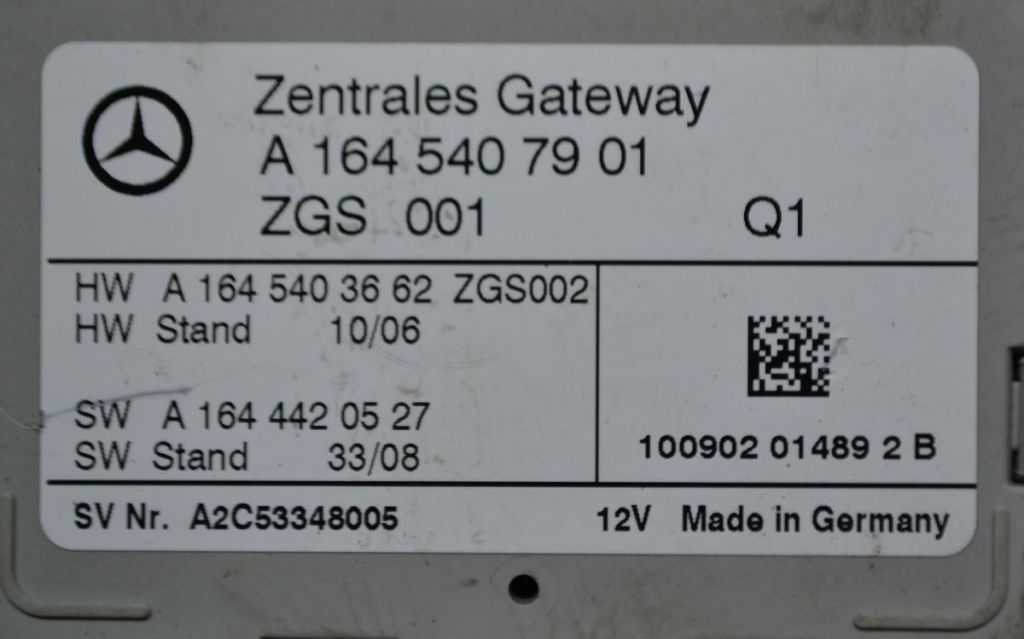 Zentrales Gateway
A 164 540 79 01
ZGS 001 Q1
HW A 164 540 36 62 ZGS002
HW Stand 10/06
SW A 164 442 05 27
SW Stand 33/08
100902 01489 2 B
SV Nr. A2C53348005 12V Made in Germany